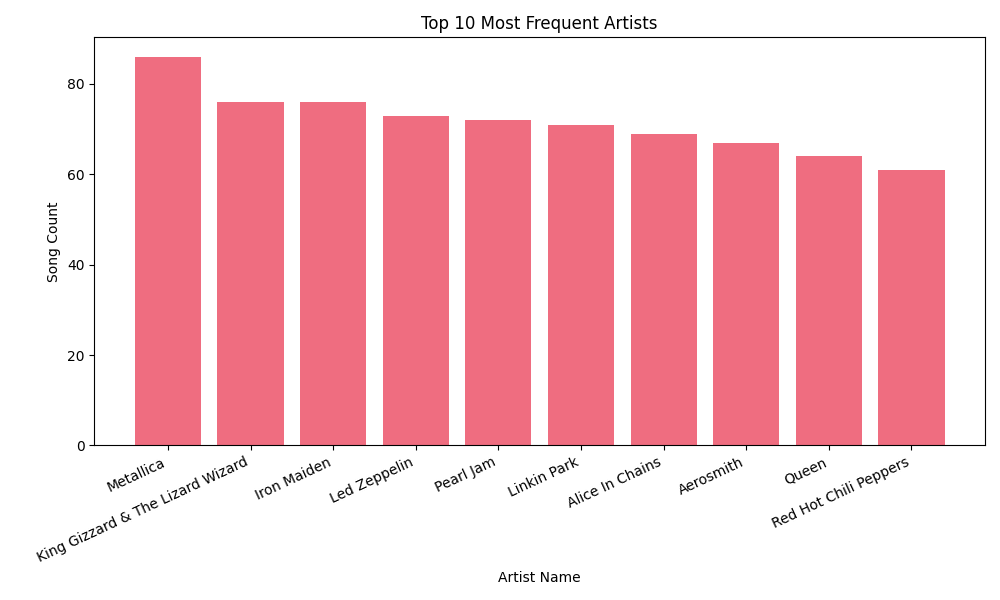 Top 10 Most Frequent Artists
Song Count
80
60
40
20
0
Metallica
King Gizzard & The Lizard Wizard
Iron Maiden
Led Zeppelin
Pearl Jam
Linkin Park
Alice In Chains
Aerosmith
Queen
Red Hot Chili Peppers
Artist Name